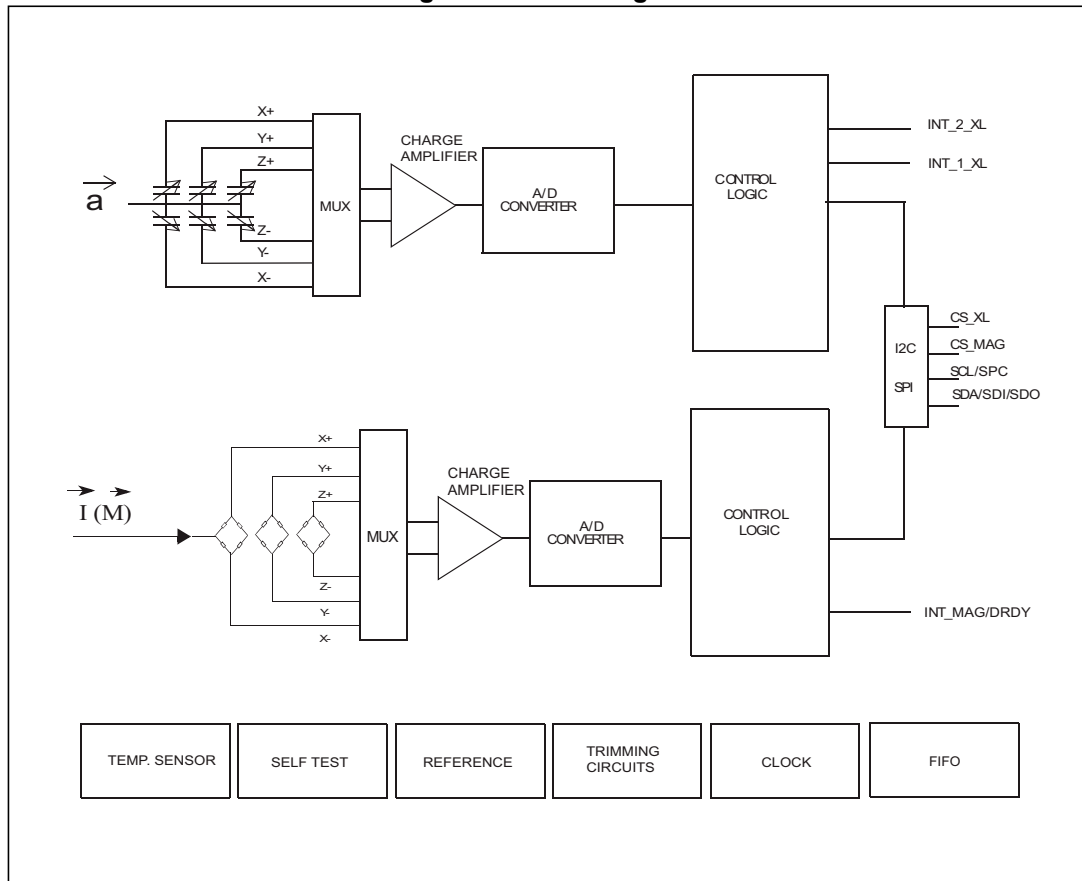 X+
Y+
Z+
a
Z-
Y-
X-
MUX
CHARGE
AMPLIFIER
A/D
CONVERTER
CONTROL
LOGIC
INT_2_XL
INT_1_XL
I2C
SPI
CS_XL
CS_MAG
SCL/SPC
SDA/SDI/SDO
X+
Y+
Z+
I (M)
Z-
Y-
X-
MUX
CHARGE
AMPLIFIER
A/D
CONVERTER
CONTROL
LOGIC
INT_MAG/DRDY
TEMP. SENSOR
SELF TEST
REFERENCE
TRIMMING
CIRCUITS
CLOCK
FIFO